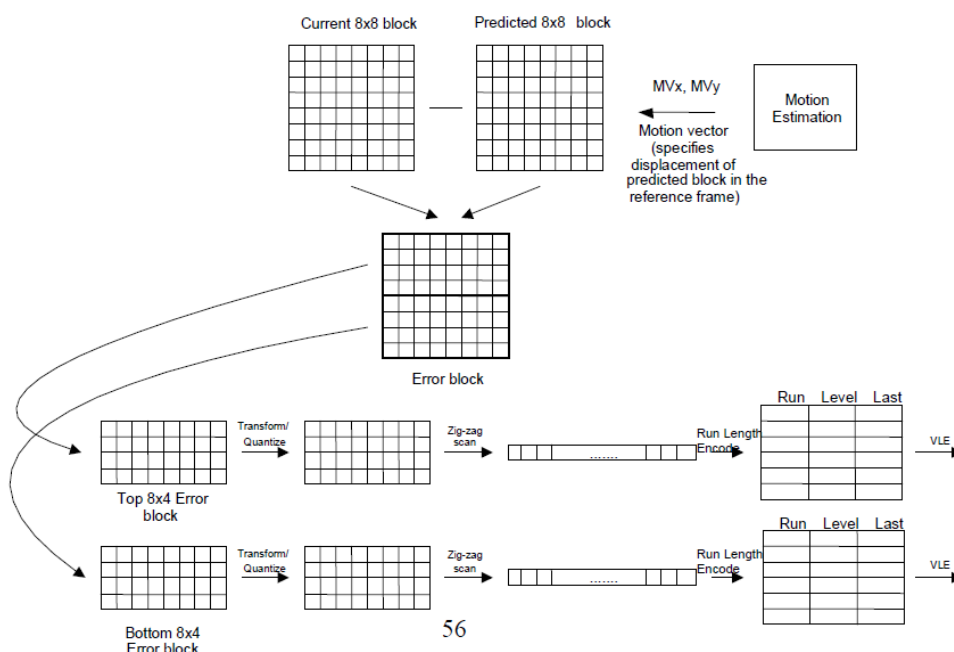 Current 8x8 block
Predicted 8x8 block
MVx, MVy
Motion
Estimation
Motion vector
(specifies
displacement of
predicted block in the
reference frame)
Error block
Top 8x4 Error
block
Transform/
Quantize
Zig-zag
scan
.......
Run Length
Encode
Run Level Last
VLE
Bottom 8x4
Error block
Transform/
Quantize
Zig-zag
scan
.......
Run Length
Encode
Run Level Last
VLE
56